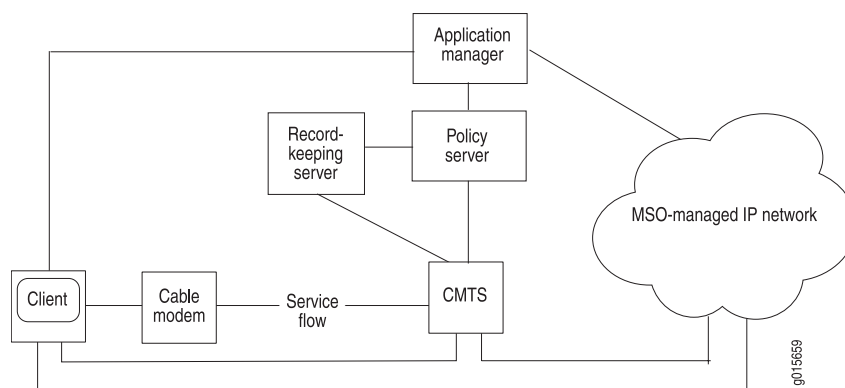 Application
manager
Record-
keeping
server
Policy
server
MSO-managed IP network
Client
Cable
modem
Service
flow
CMTS
g015659